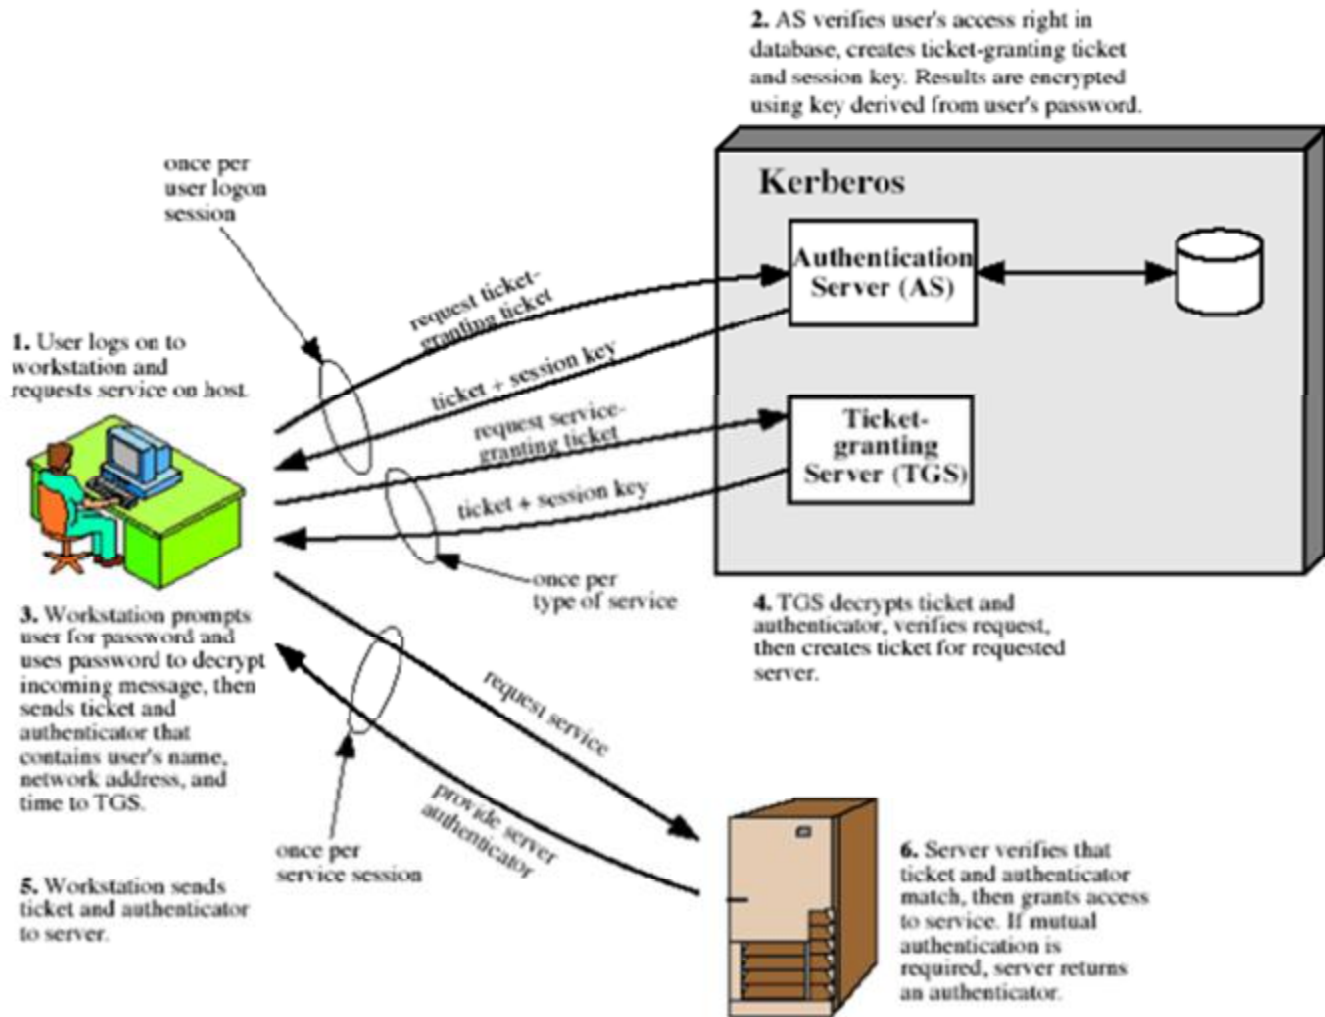 2. AS verifies user's access right in
database, creates ticket-granting ticket
and session key. Results are encrypted
using key derived from user's password.
once per
user logon
session
Kerberos
Authentication
Server (AS)
request ticket-
granting ticket
1. User logs on to
workstation and
requests service on host.
ticket + session key
request service-
granting ticket
Ticket-
granting
Server (TGS)
ticket + session key
once per
type of service
3. Workstation prompts
user for password and
uses password to decrypt
incoming message, then
sends ticket and
authenticator that
contains user's name,
network address, and
time to TGS.
4. TGS decrypts ticket and
authenticator, verifies request,
then creates ticket for requested
server.
request service
provide server
authenticator
once per
service session
5. Workstation sends
ticket and authenticator
to server.
6. Server verifies that
ticket and authenticator
match, then grants access
to service. If mutual
authentication is
required, server returns
an authenticator.